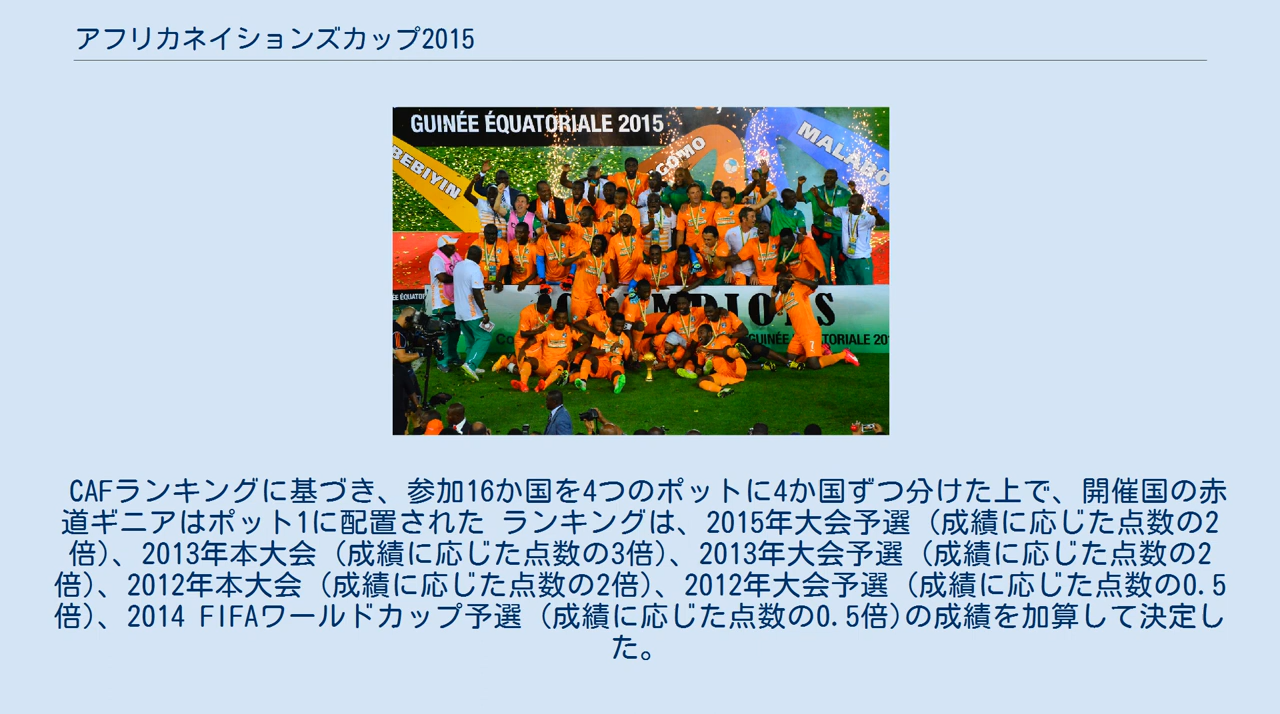 アフリカネイションズカップ2015
GUINÉE ÉQUATORIALE 2015
BEBIYIN
GOMO
MALABO
GUINÉE ÉQUATORIALE 20
CAFランキングに基づき、参加16か国を4つのポットに4か国ずつ分けた上で、開催国の赤
道ギニアはポット1に配置された ランキングは、2015年大会予選（成績に応じた点数の2
倍）、2013年本大会（成績に応じた点数の3倍）、2013年大会予選（成績に応じた点数の2
倍）、2012年本大会（成績に応じた点数の2倍）、2012年大会予選（成績に応じた点数の0.5
倍）、2014 FIFAワールドカップ予選（成績に応じた点数の0.5倍)の成績を加算して決定し
た。